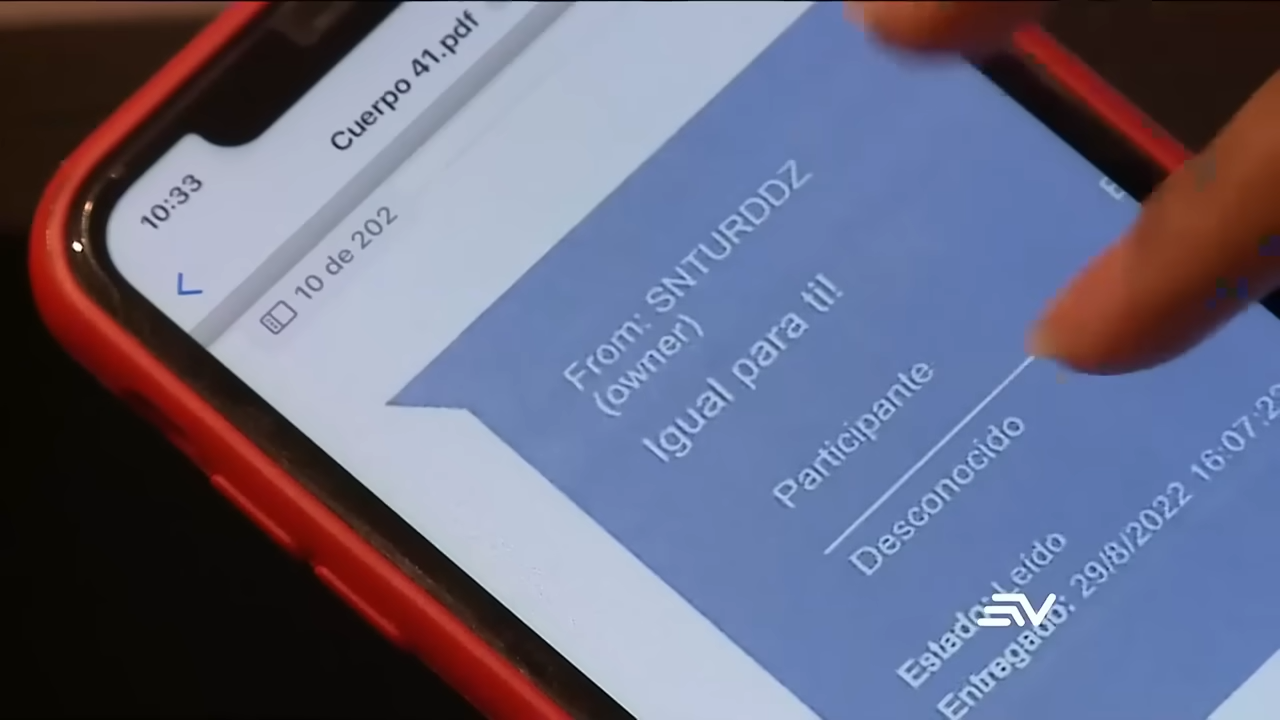 10:33
Cuerpo 41.pdf
10 de 202
From: SNTURDDZ
(owner)
Igual para ti!
Participante
Desconocido
Estado: Leído
Entregado: 29/8/2022 16:07:23